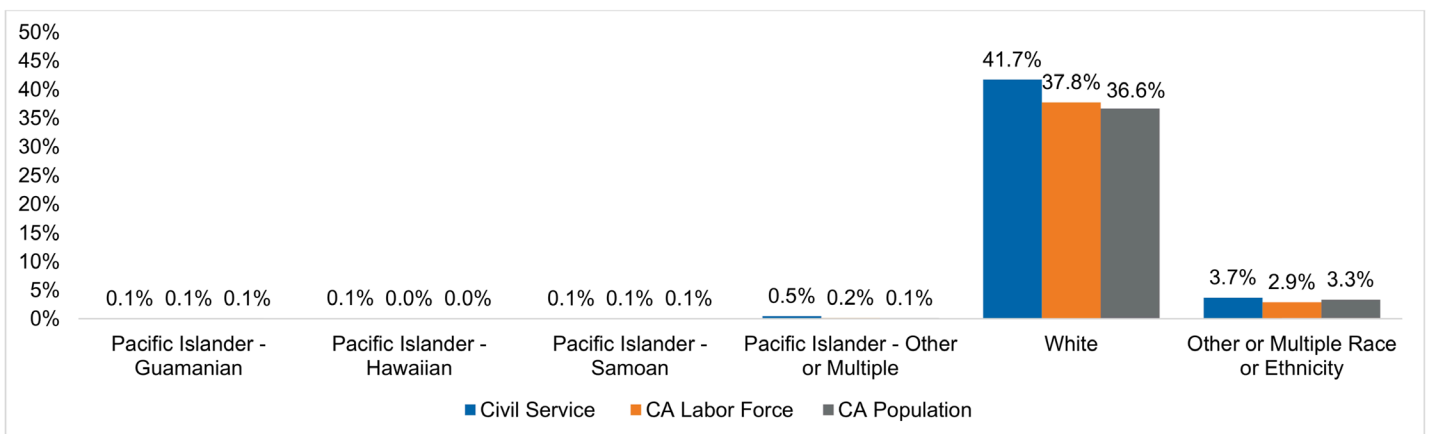 50%
45%
40%
35%
30%
25%
20%
15%
10%
5%
0%
0.1% 0.1% 0.1%
0.1% 0.0% 0.0%
0.1% 0.1% 0.1%
0.5% 0.2% 0.1%
41.7%
37.8%
36.6%
3.7%
2.9%
3.3%
Pacific Islander -
Guamanian
Pacific Islander -
Hawaiian
Pacific Islander -
Samoan
Pacific Islander - Other
or Multiple
White
Other or Multiple Race
or Ethnicity
Civil Service
CA Labor Force
CA Population